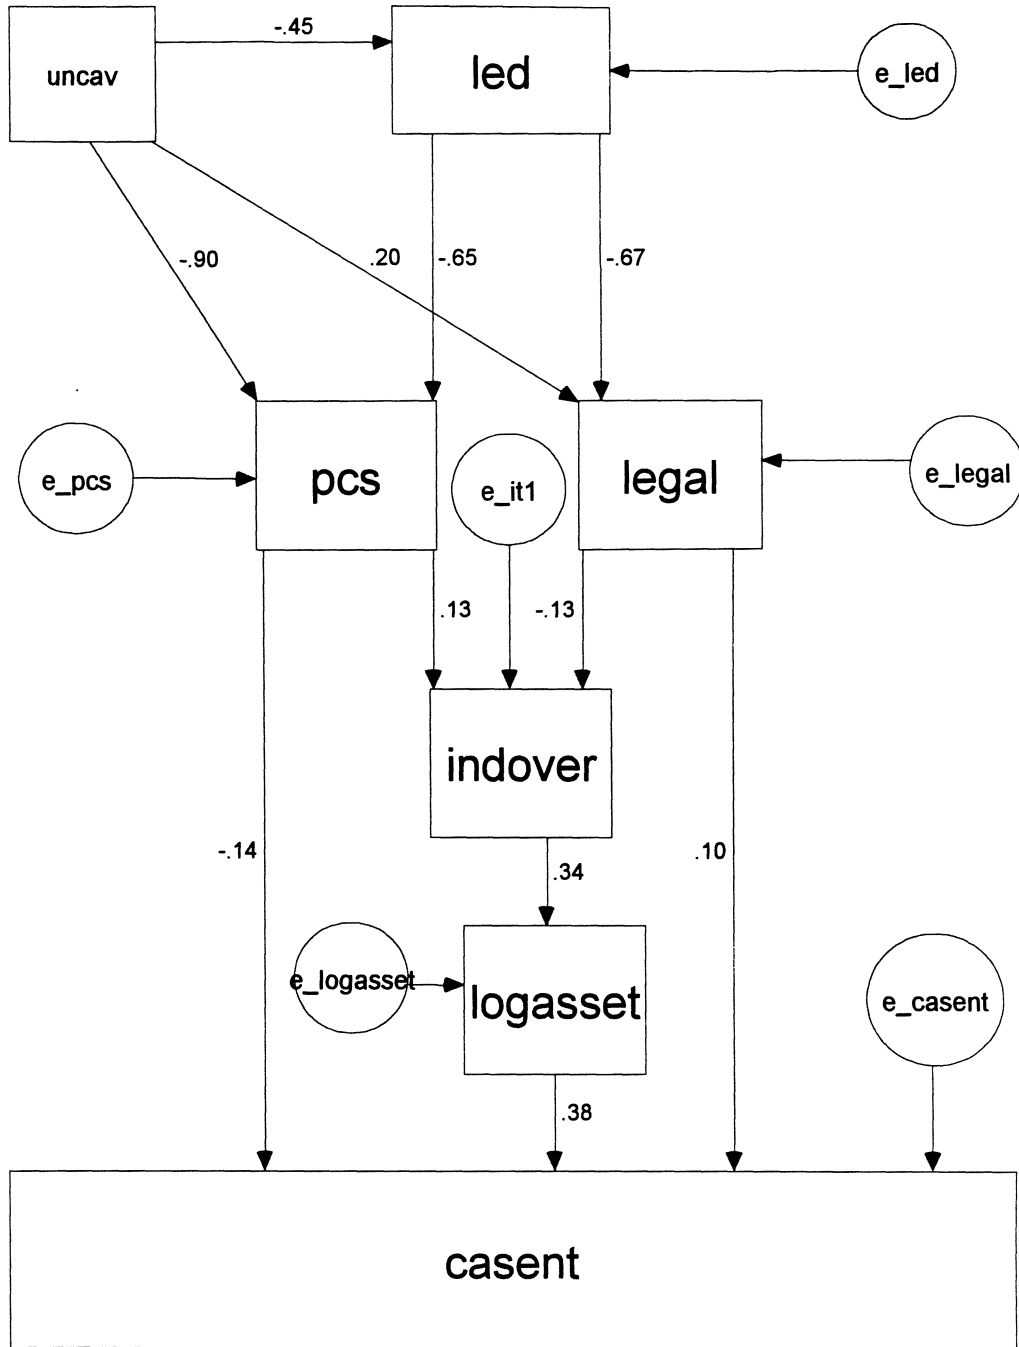 -.45
uncav
led
e_led
-.90
.20
-.65
-.67
e_pcs
pcs
e_it1
legal
e_legal
.13
-.13
indover
-.14
.34
.10
e_logasset
logasset
e_casent
.38
casent